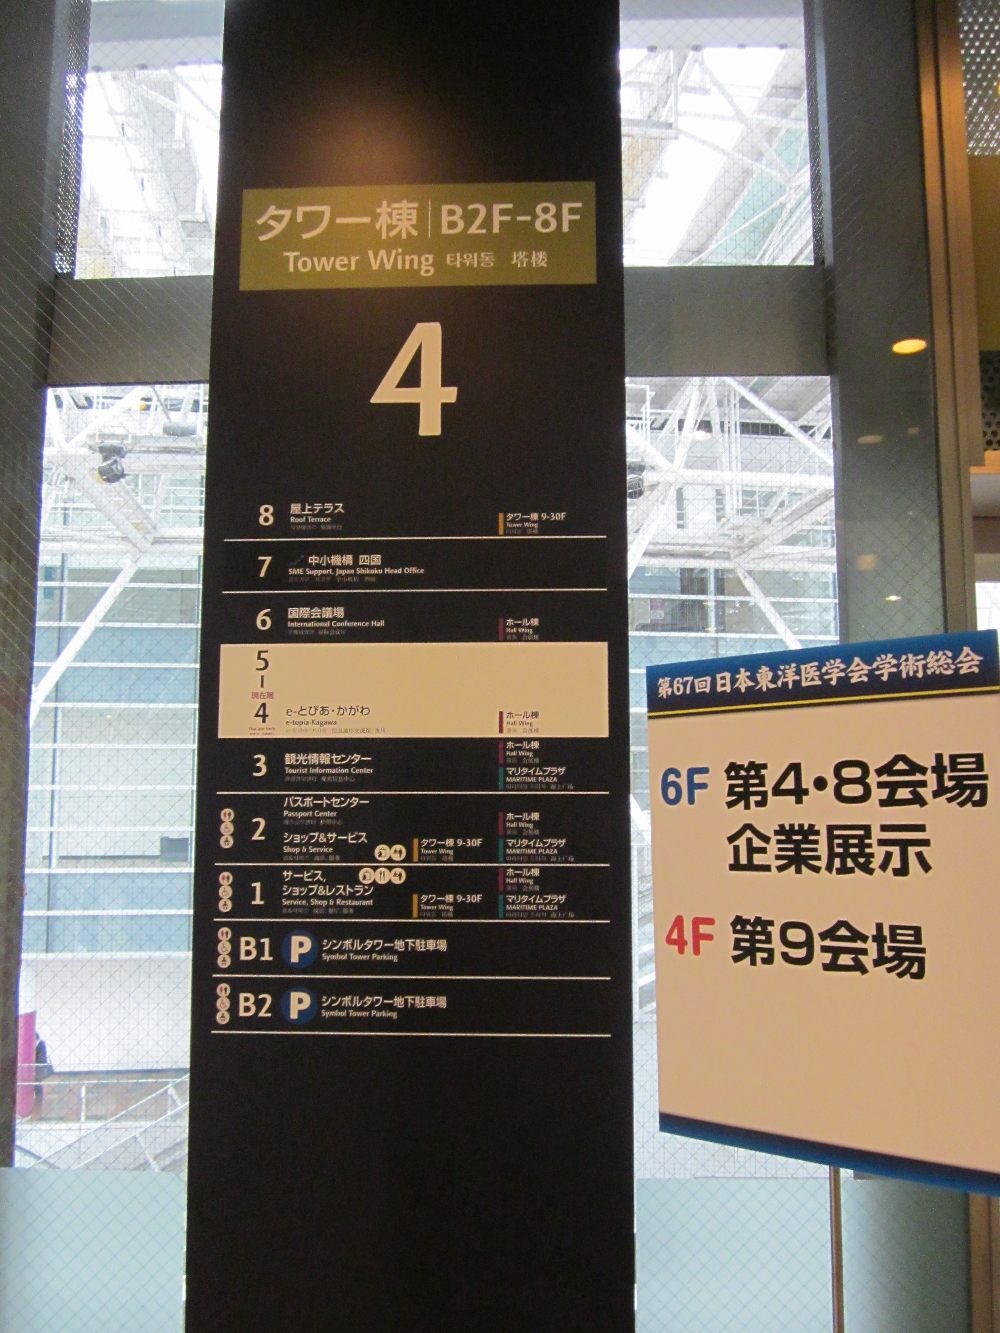 タワー棟 B2F-8F
Tower Wing 타워동 塔楼
4
8 屋上テラス
Roof Terrace
タワー棟 9-30F
Tower Wing
7 中小機構 四国
SME Support, Japan Shikoku Head Office
中小機構 四国
6 国際会議場
International Conference Hall
ホール棟
Hall Wing
5
現在階
4 e-とぴあ・かがわ
e-topia-Kagawa
ホール棟
Hall Wing
3 観光情報センター
Tourist Information Center
ホール棟
Hall Wing
マリタイムプラザ
MARITIME PLAZA
2 パスポートセンター
Passport Center
ショップ&サービス
Shop & Service
タワー棟 9-30F
Tower Wing
ホール棟
Hall Wing
マリタイムプラザ
MARITIME PLAZA
1 サービス,
ショップ&レストラン
Service, Shop & Restaurant
タワー棟 9-30F
Tower Wing
ホール棟
Hall Wing
マリタイムプラザ
MARITIME PLAZA
B1 P シンボルタワー地下駐車場
Symbol Tower Parking
B2 P シンボルタワー地下駐車場
Symbol Tower Parking
第67回日本東洋医学会学術総会
6F 第4・8会場
企業展示
4F 第9会場